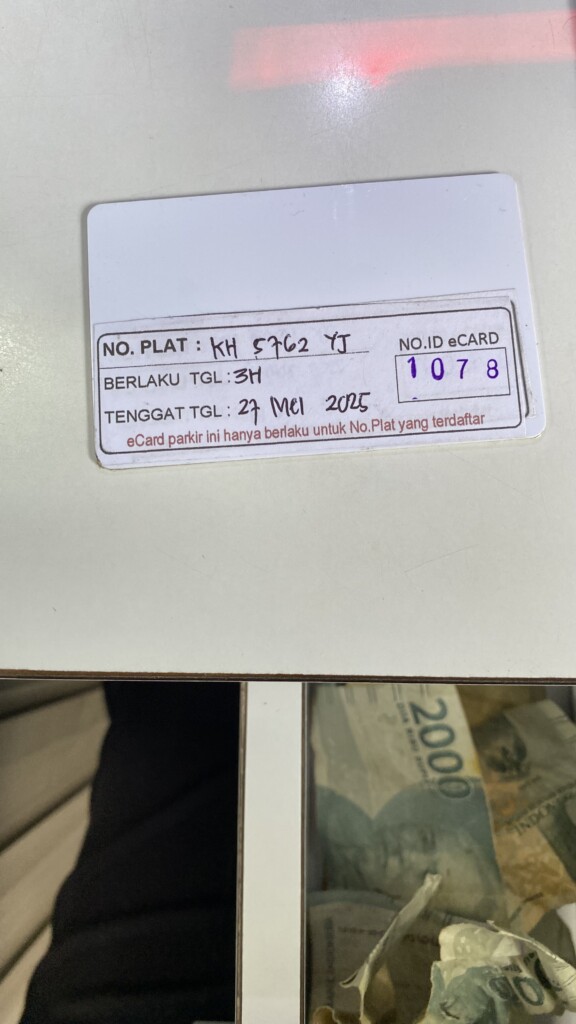 NO. PLAT : KH 5762 YJ
NO.ID eCARD
1078
BERLAKU TGL : 3H
TENGGAT TGL : 27 MEI 2025
eCard parkir ini hanya berlaku untuk No.Plat yang terdaftar
2000